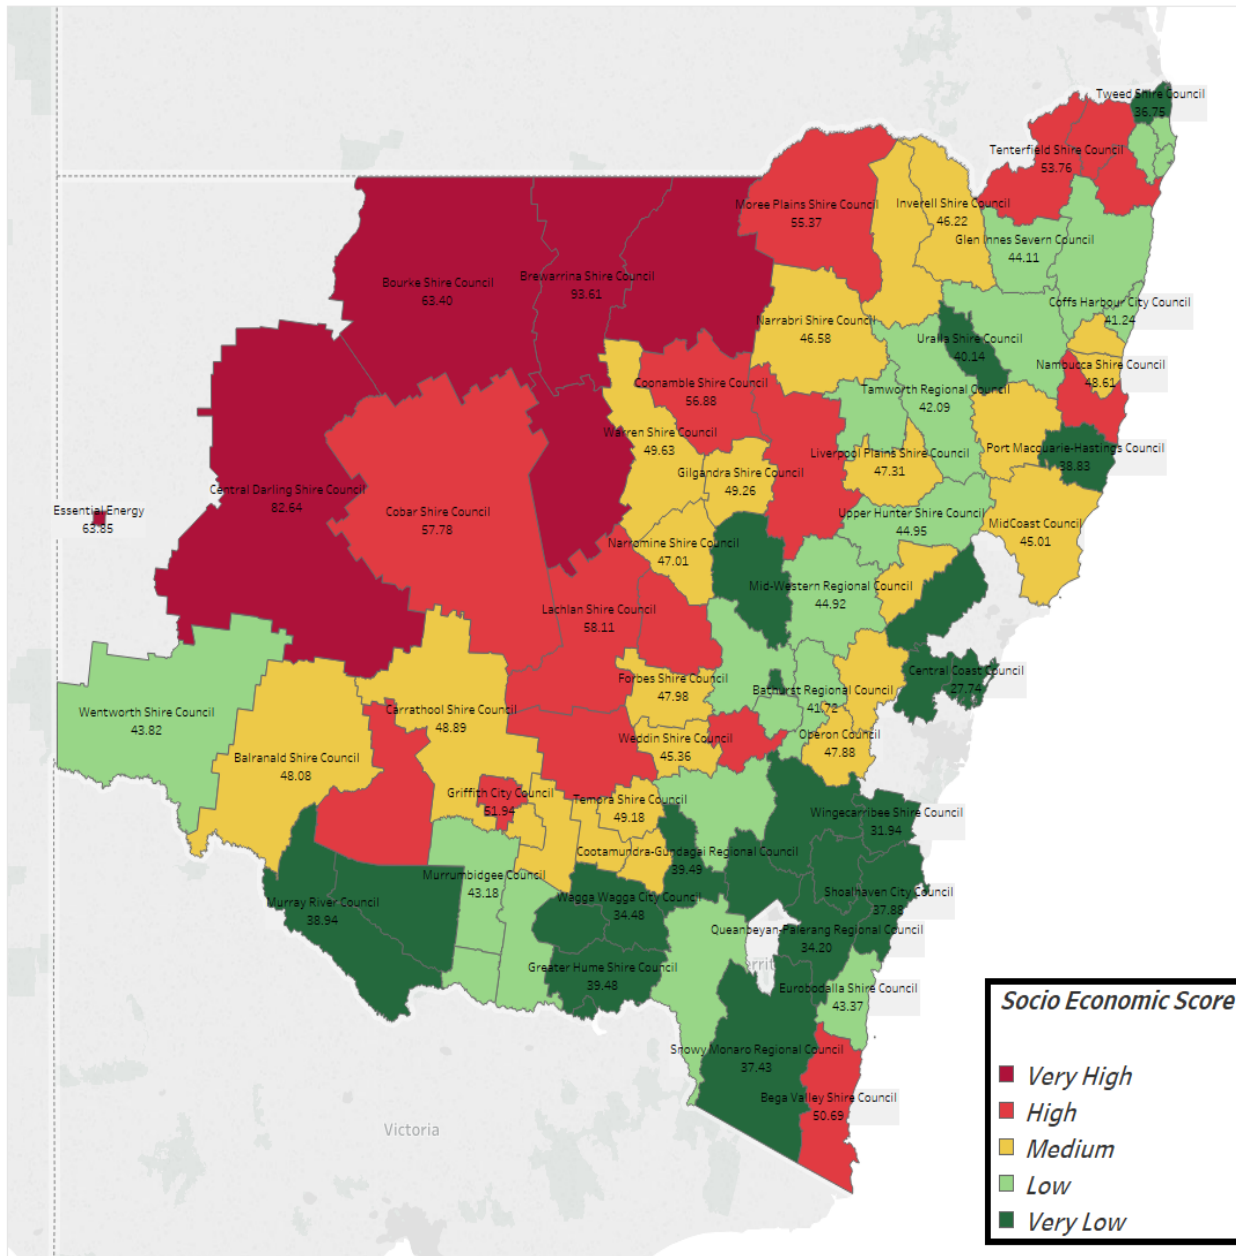 Tweed Shire Council
36.75
Tenterfield Shire Council
53.76
Moree Plains Shire Council
55.37
Inverell Shire Council
46.22
Glen Innes Severn Council
44.11
Bourke Shire Council
63.40
Brewarrina Shire Council
93.61
Coffs Harbour City Council
41.24
Narrabri Shire Council
46.58
Uralla Shire Council
40.14
Nambucca Shire Council
48.61
Coonamble Shire Council
56.88
Tamworth Regional Council
42.09
Warren Shire Council
49.63
Port Macquarie-Hastings Council
38.83
Liverpool Plains Shire Council
47.31
Gilgandra Shire Council
49.26
Central Darling Shire Council
82.64
Essential Energy
63.85
Cobar Shire Council
57.78
Upper Hunter Shire Council
44.95
MidCoast Council
45.01
Narromine Shire Council
47.01
Mid-Western Regional Council
44.92
Lachlan Shire Council
58.11
Forbes Shire Council
47.98
Central Coast Council
27.74
Bathurst Regional Council
41.72
Wentworth Shire Council
43.82
Carrathool Shire Council
48.89
Weddin Shire Council
45.36
Oberon Council
47.88
Balranald Shire Council
48.08
Griffith City Council
51.94
Temora Shire Council
49.18
Wingecarribee Shire Council
31.94
Cootamundra-Gundagai Regional Council
39.49
Murrumbidgee Council
43.18
Wagga Wagga City Council
34.48
Shoalhaven City Council
37.88
Murray River Council
38.94
Queanbeyan-Palerang Regional Council
34.20
Greater Hume Shire Council
39.48
Eurobodalla Shire Council
43.37
Snowy Monaro Regional Council
37.43
Bega Valley Shire Council
50.69
Victoria
Socio Economic Score
Very High
High
Medium
Low
Very Low